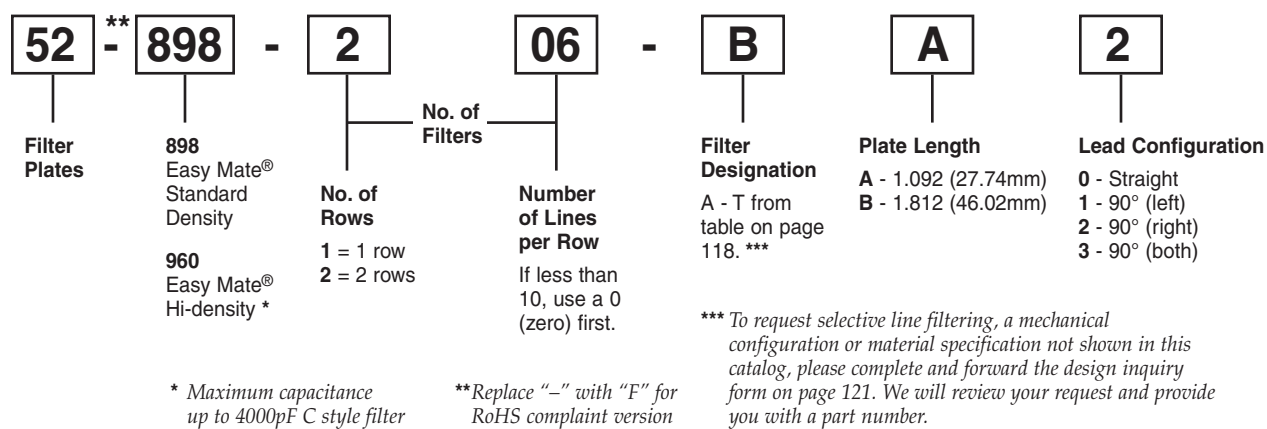 52 -** 898 - 2 06 - B A 2
Filter
Plates
898
Easy Mate®
Standard
Density
960
Easy Mate®
Hi-density *
No. of
Filters
No. of
Rows
1 = 1 row
2 = 2 rows
Number
of Lines
per Row
If less than
10, use a 0
(zero) first.
Filter
Designation
A - T from
table on page
118. ***
Plate Length
A - 1.092 (27.74mm)
B - 1.812 (46.02mm)
Lead Configuration
0 - Straight
1 - 90° (left)
2 - 90° (right)
3 - 90° (both)
* Maximum capacitance
up to 4000pF C style filter
**Replace “–” with “F” for
RoHS complaint version
*** To request selective line filtering, a mechanical
configuration or material specification not shown in this
catalog, please complete and forward the design inquiry
form on page 121. We will review your request and provide
you with a part number.